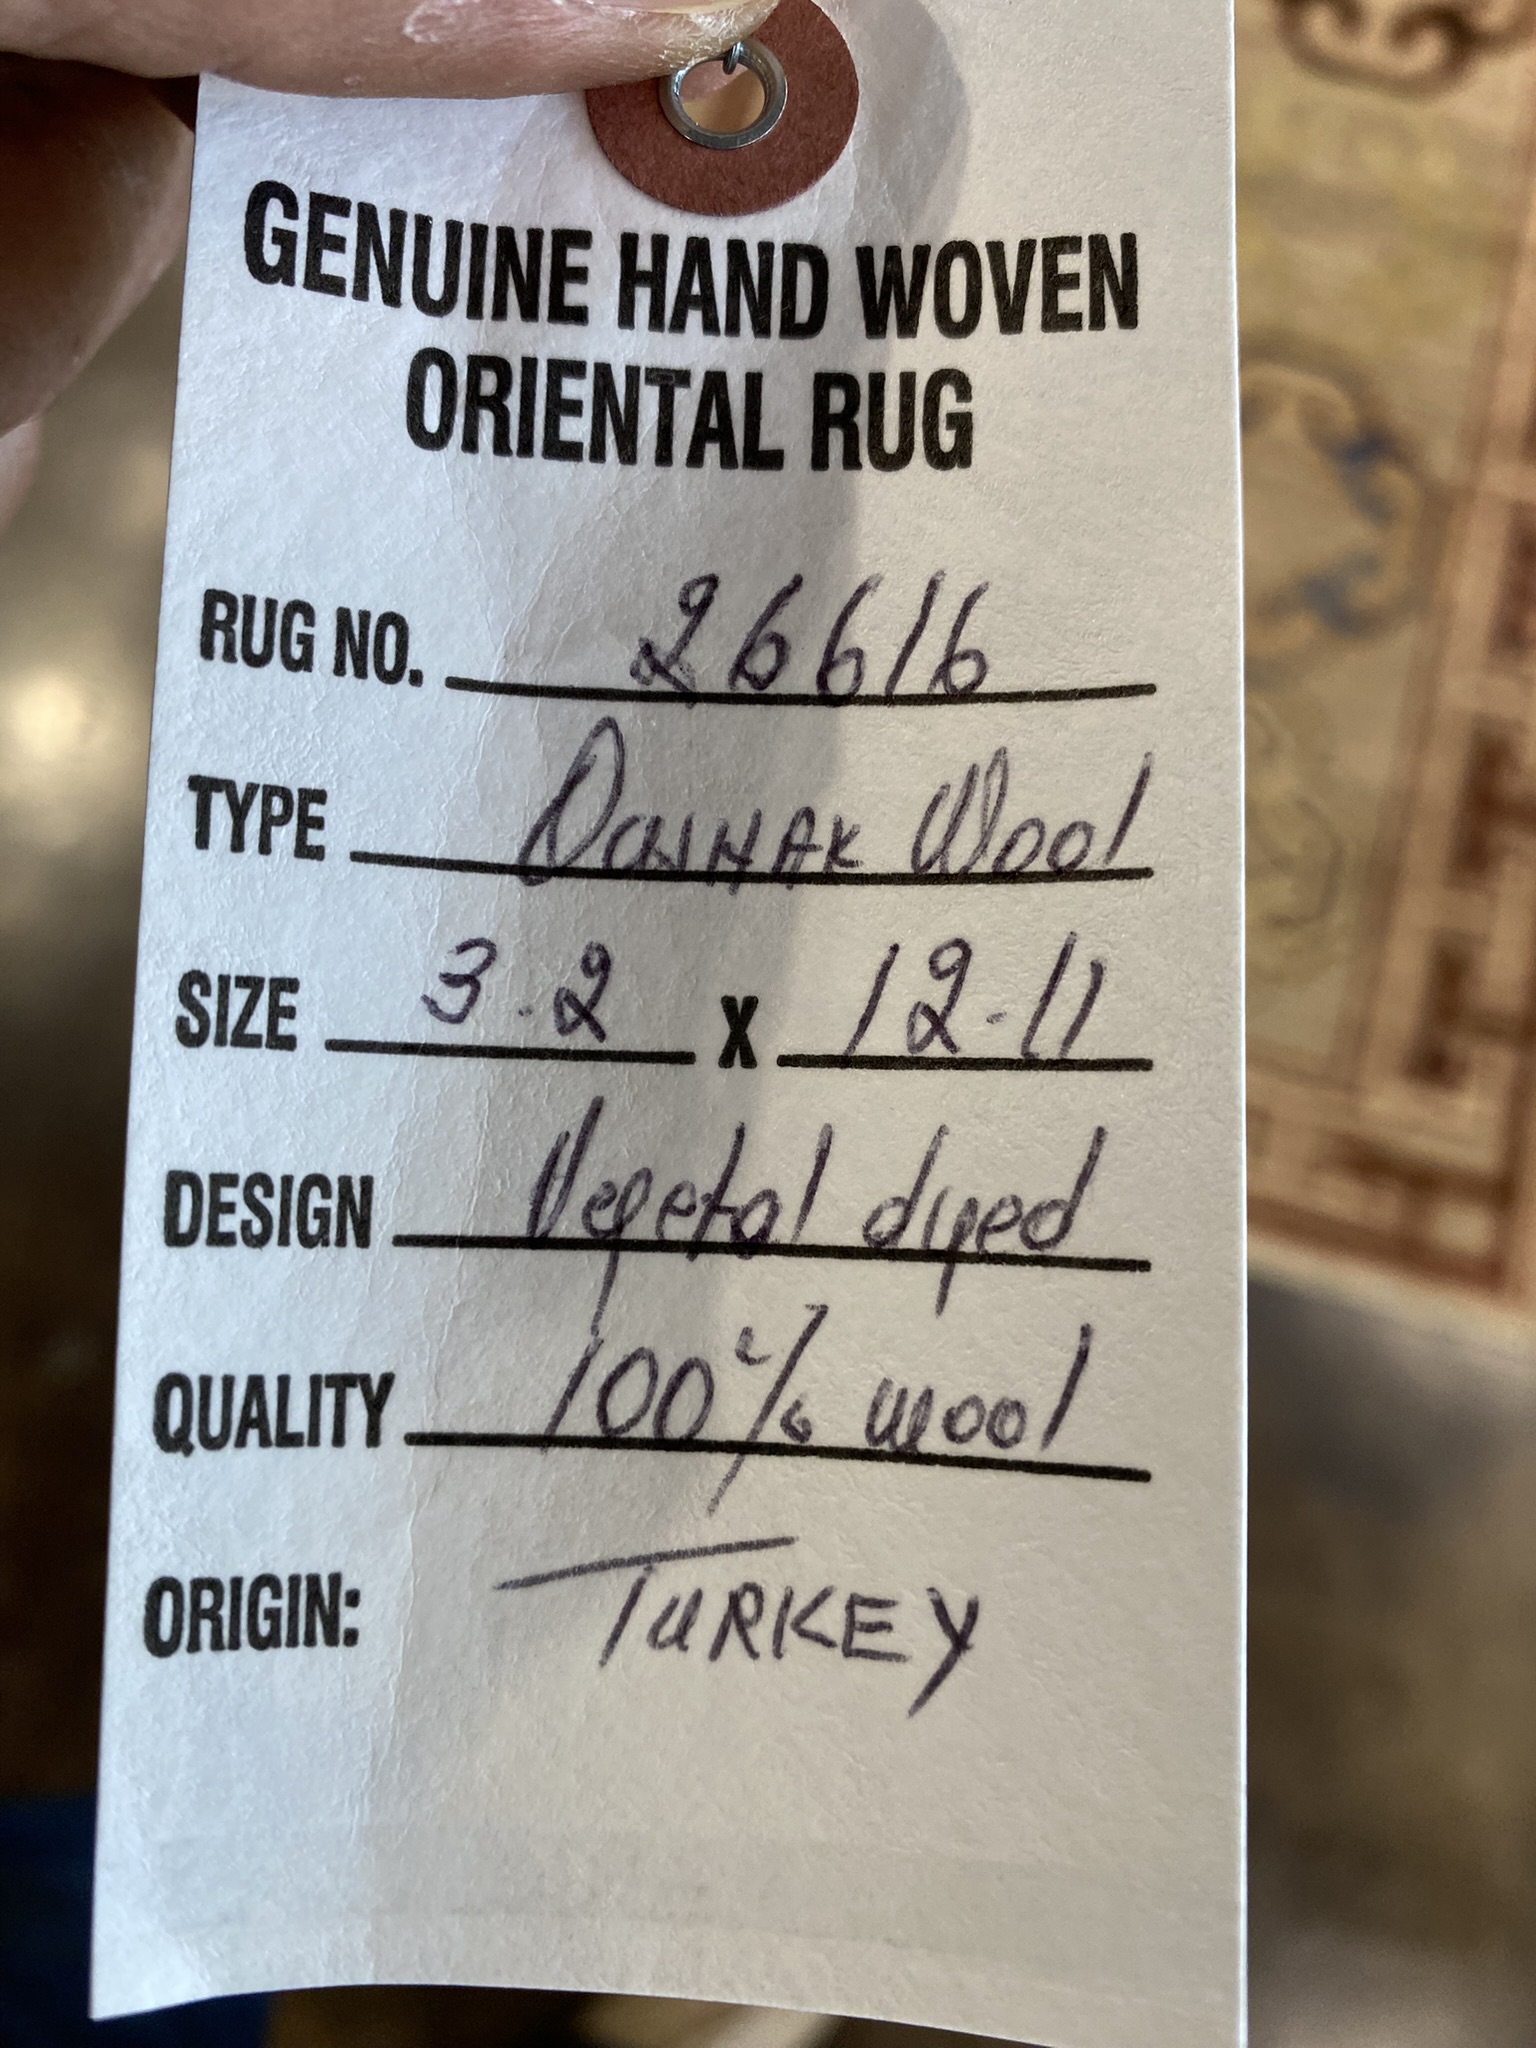 GENUINE HAND WOVEN
ORIENTAL RUG
RUG NO. 26616
TYPE Wool
SIZE 3.2 X 12.11
DESIGN Vegetal dyed
QUALITY 100% wool
ORIGIN: TURKEY